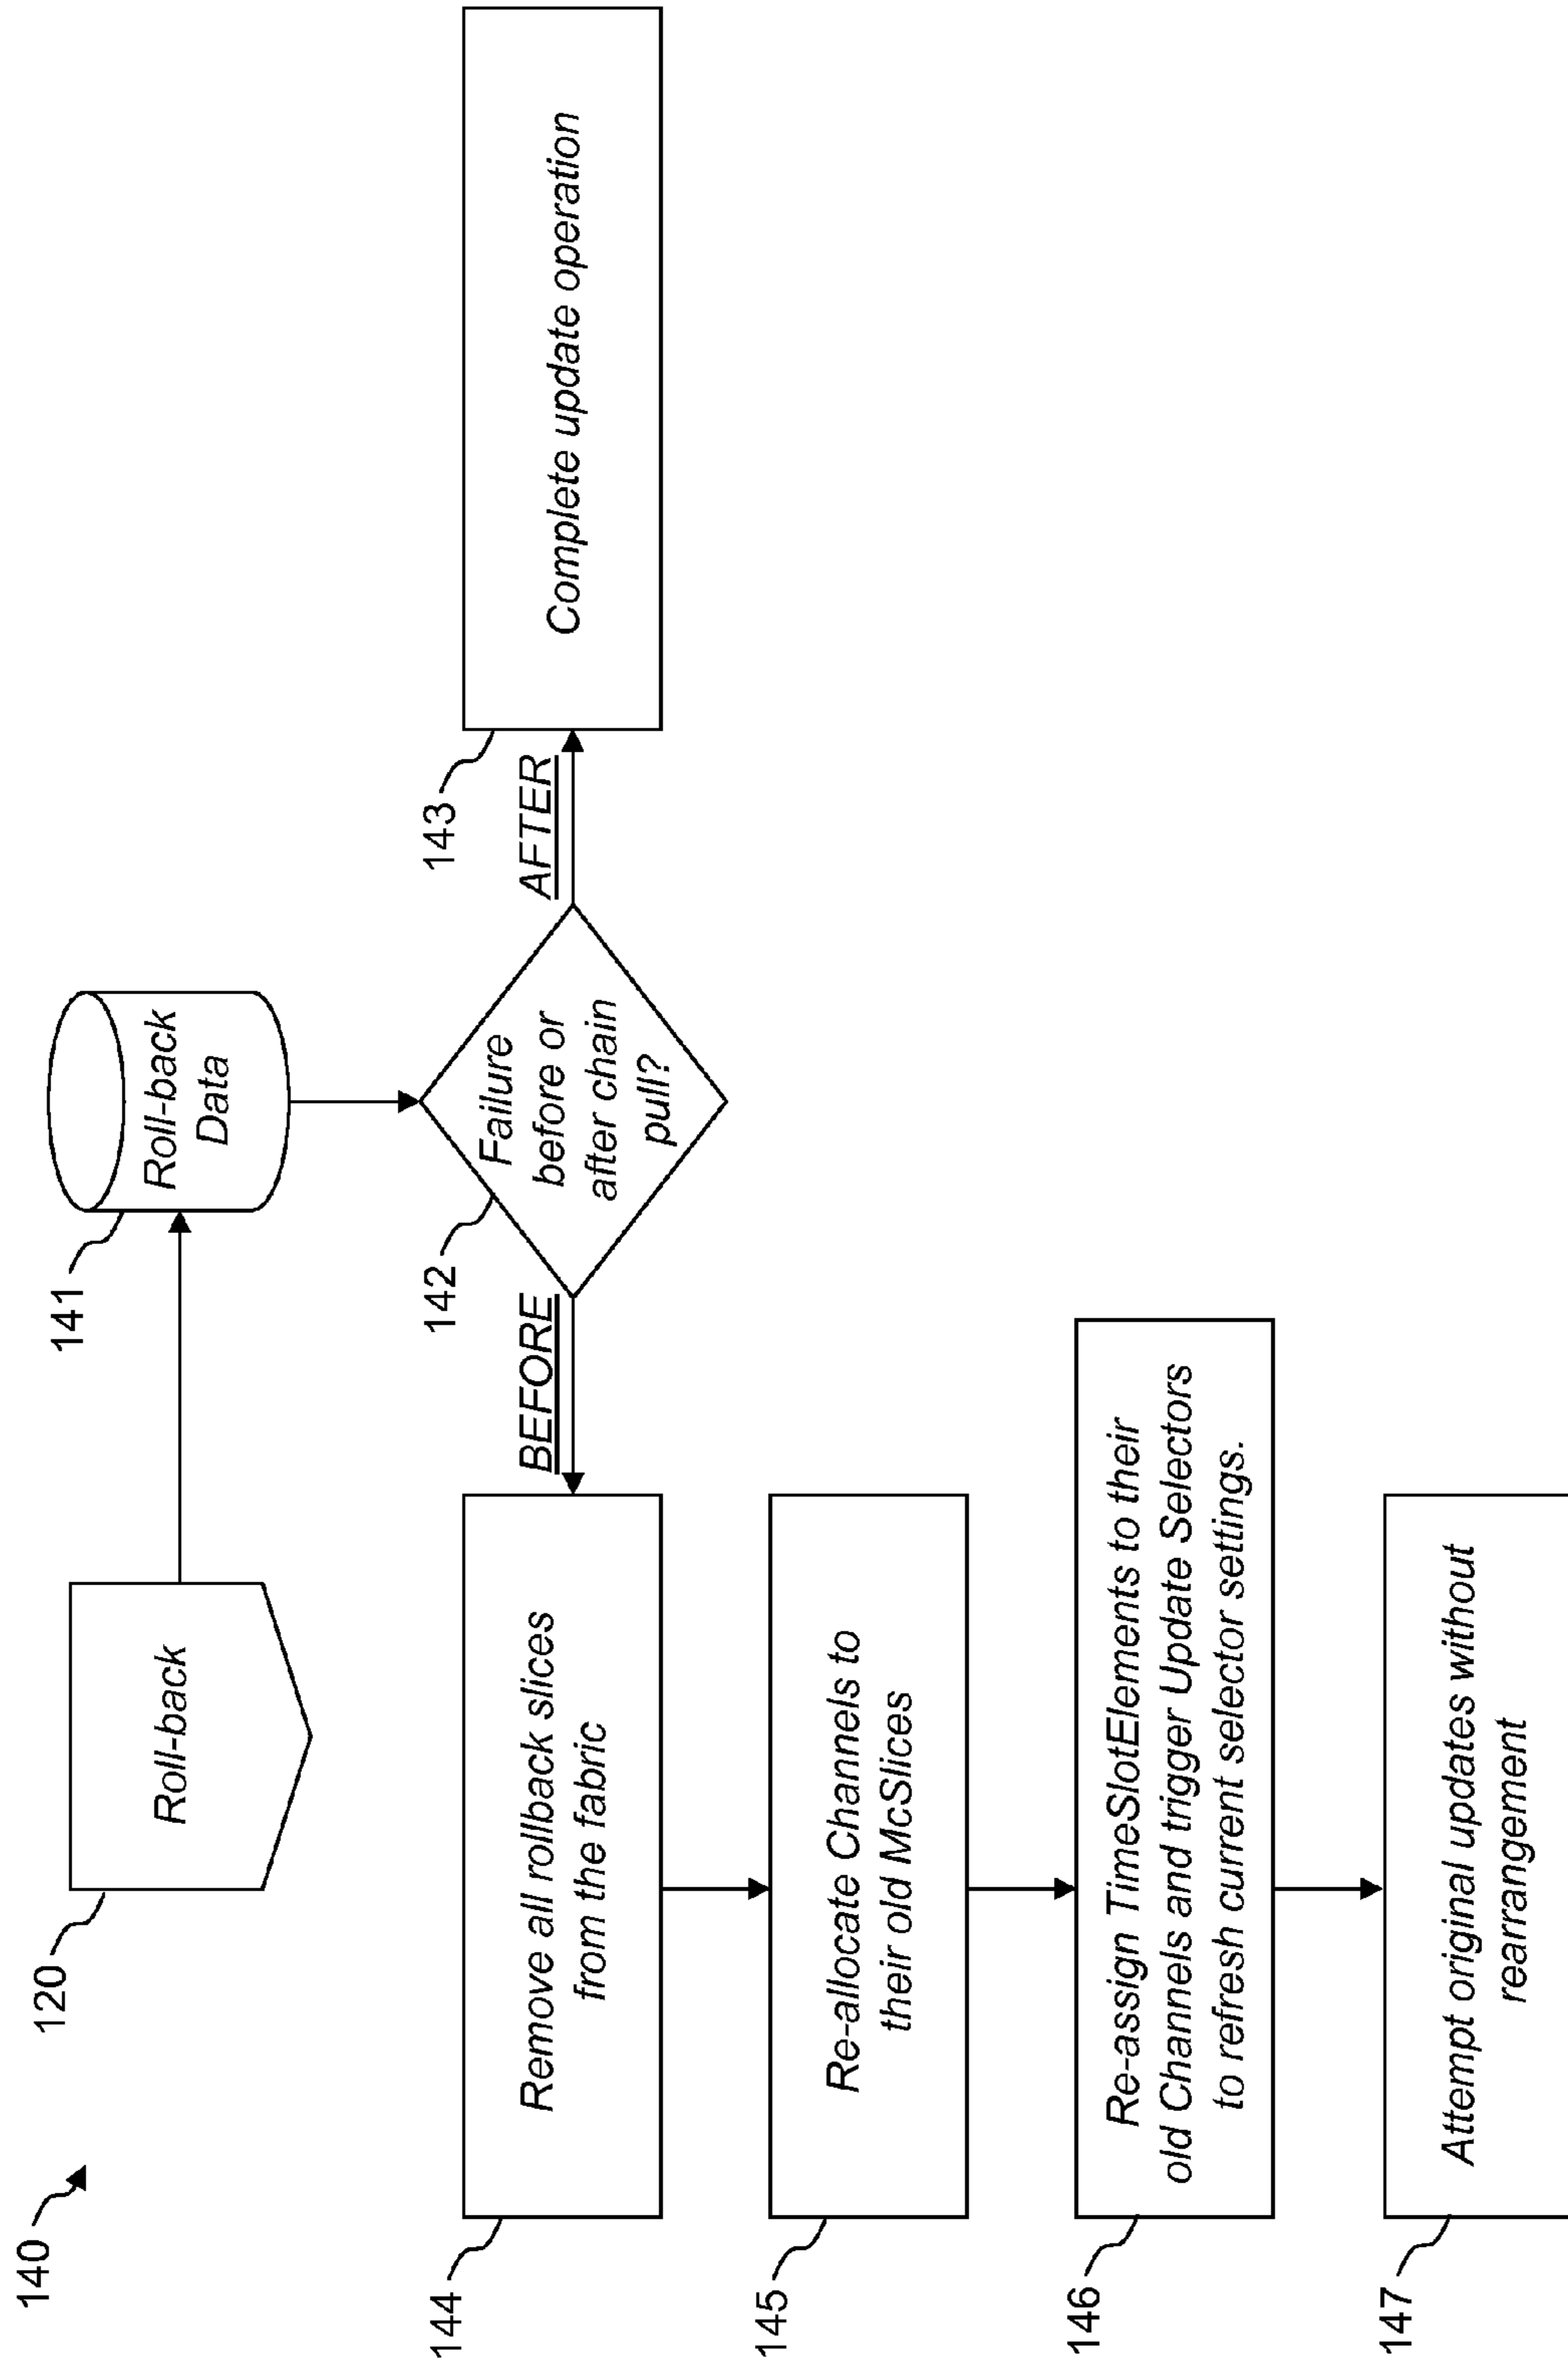 140
120
Roll-back
141
Roll-back
Data
142
Failure
before or
after chain
pull?
BEFORE
AFTER
143
Complete update operation
144
Remove all rollback slices
from the fabric
145
Re-allocate Channels to
their old McSlices
146
Re-assign TimeSlotElements to their
old Channels and trigger Update Selectors
to refresh current selector settings.
147
Attempt original updates without
rearrangement